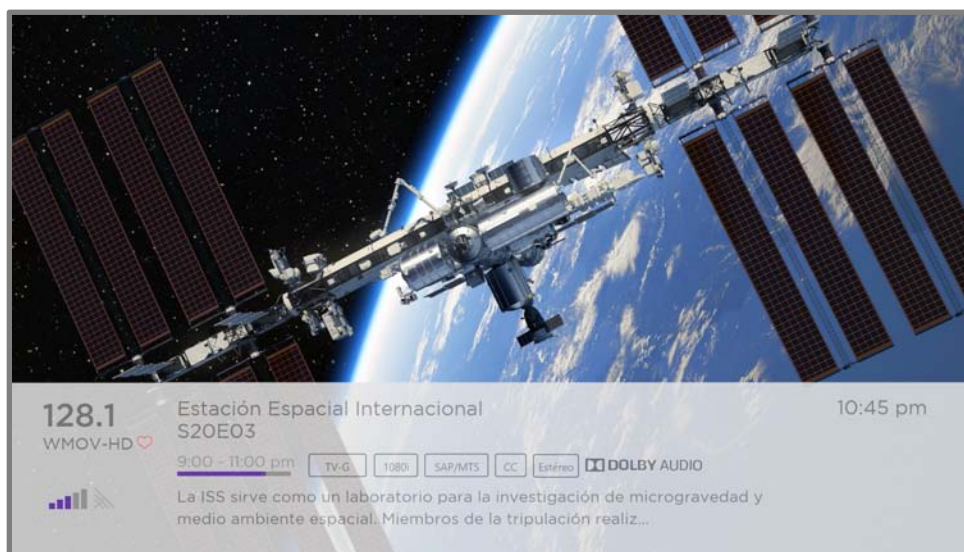 128.1
WMOV-HD
Estación Espacial Internacional
S20E03
10:45 pm
9:00 - 11:00 pm
TV-G
1080i
SAP/MTS
CC
Estéreo
DOLBY AUDIO
La ISS sirve como un laboratorio para la investigación de microgravedad y
medio ambiente espacial. Miembros de la tripulación realiz...